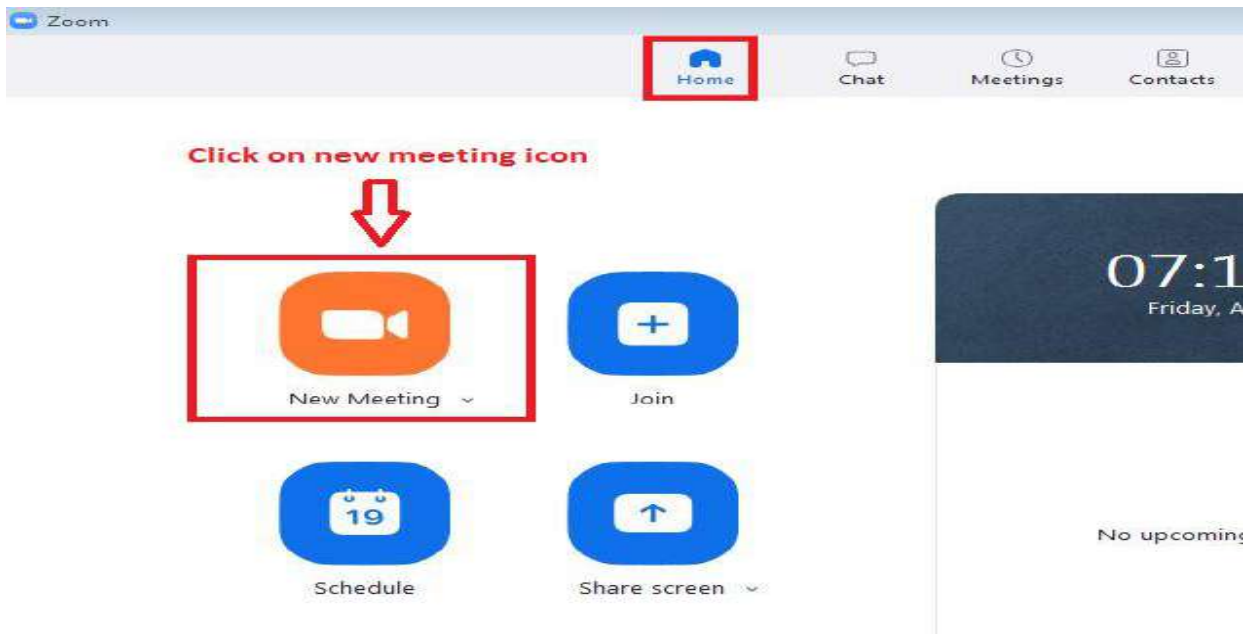 Zoom
Home
Chat
Meetings
Contacts
Click on new meeting icon
07:1
Friday, A
New Meeting
Join
19
Schedule
Share screen
No upcoming